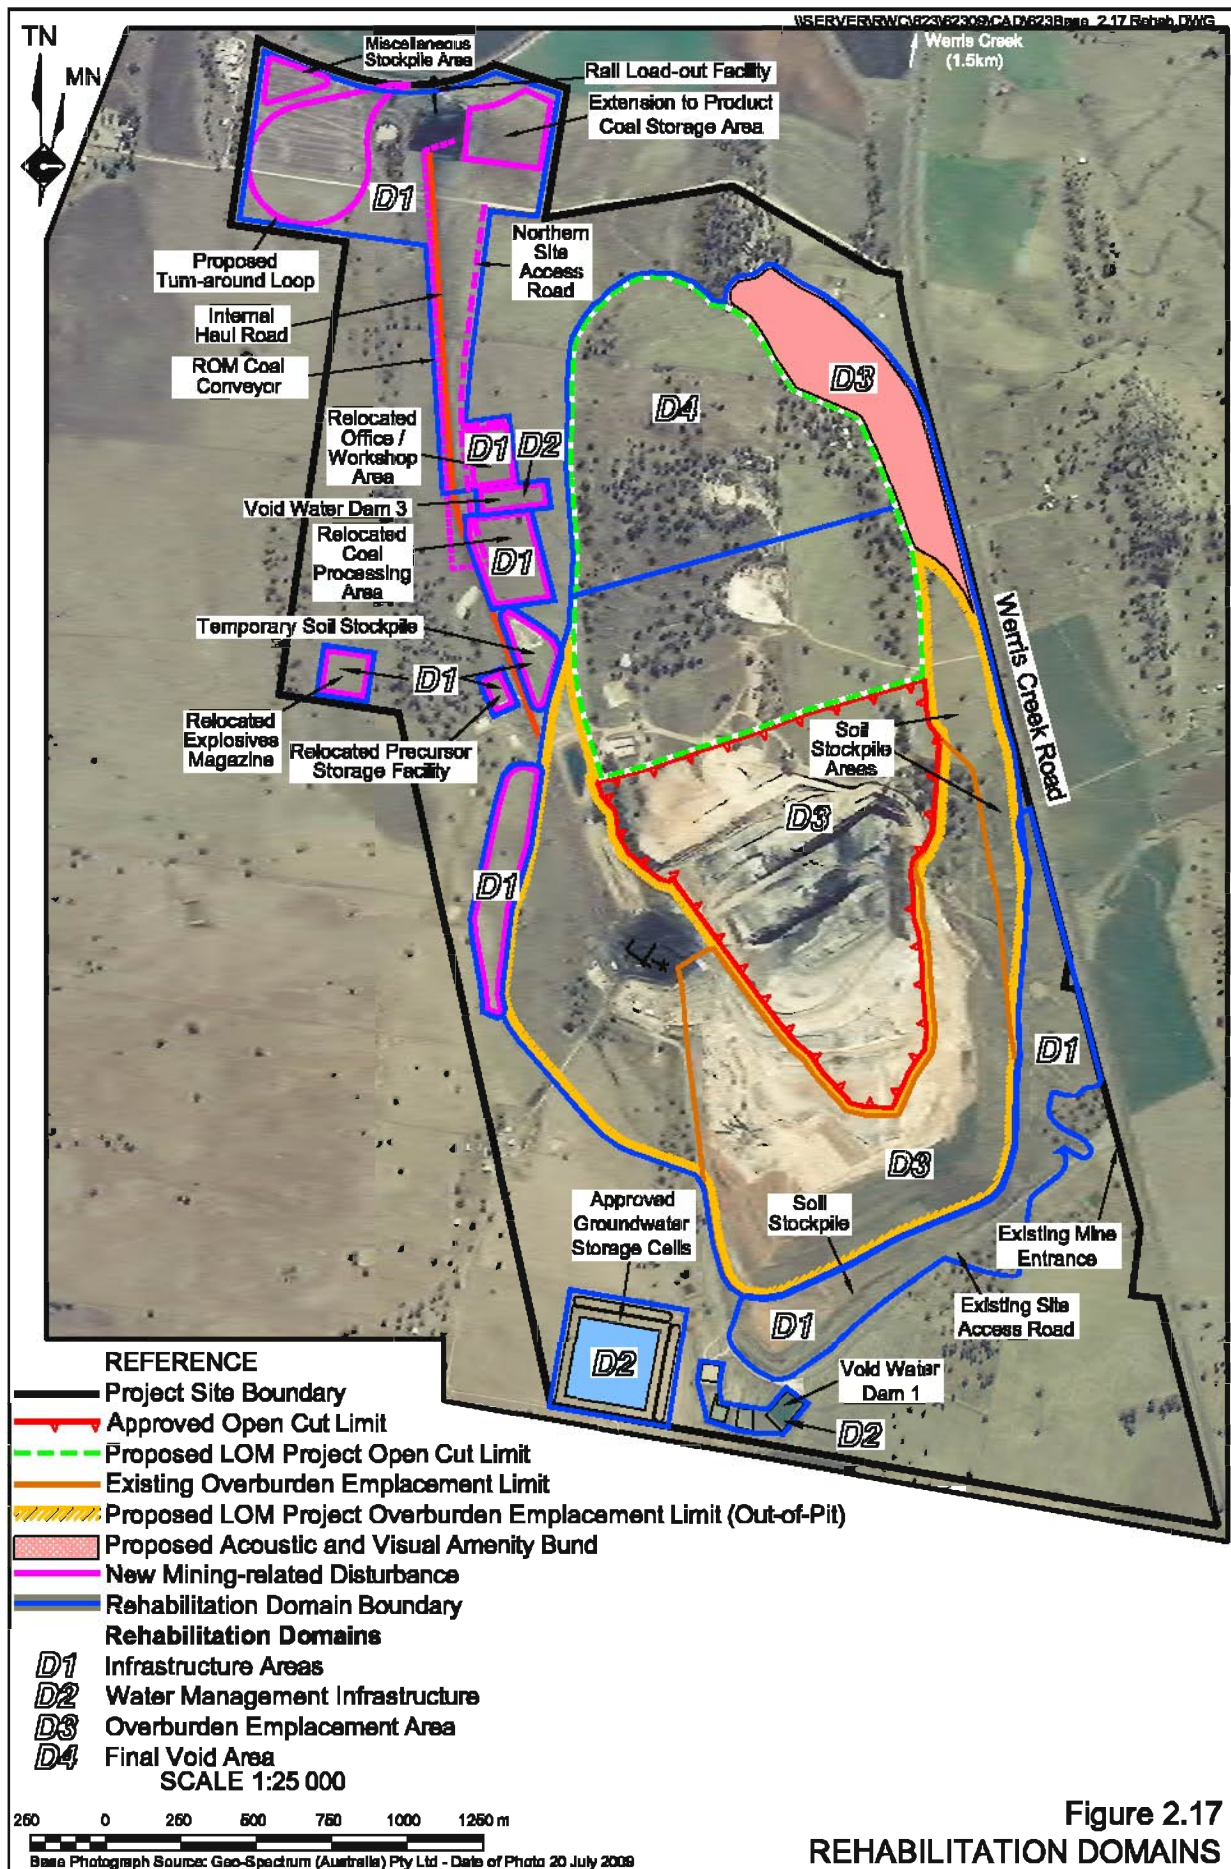 \\SERVER\RWC\623\62309\CAD\623Base_2.17 Rehab.DWG
TN
MN
Miscellaneous
Stockpile Area
Werris Creek
(1.5km)
Rail Load-out Facility
Extension to Product
Coal Storage Area
D1
Northern
Site
Access
Road
Proposed
Turn-around Loop
Internal
Haul Road
ROM Coal
Conveyor
D3
D4
Relocated
Office /
Workshop
Area
D1
D2
Void Water Dam 3
Relocated
Coal
Processing
Area
D1
Temporary Soil Stockpile
D1
Werris Creek Road
Relocated
Explosives
Magazine
Relocated Precursor
Storage Facility
Soil
Stockpile
Areas
D3
D1
D1
D3
Approved
Groundwater
Storage Cells
Soil
Stockpile
Existing Mine
Entrance
Existing Site
Access Road
D1
D2
Void Water
Dam 1
D2
REFERENCE
Project Site Boundary
Approved Open Cut Limit
Proposed LOM Project Open Cut Limit
Existing Overburden Emplacement Limit
Proposed LOM Project Overburden Emplacement Limit (Out-of-Pit)
Proposed Acoustic and Visual Amenity Bund
New Mining-related Disturbance
Rehabilitation Domain Boundary
Rehabilitation Domains
D1 Infrastructure Areas
D2 Water Management Infrastructure
D3 Overburden Emplacement Area
D4 Final Void Area
SCALE 1:25 000
250 0 250 500 750 1000 1250 m
Base Photograph Source: Geo-Spectrum (Australia) Pty Ltd - Date of Photo 20 July 2009
Figure 2.17
REHABILITATION DOMAINS